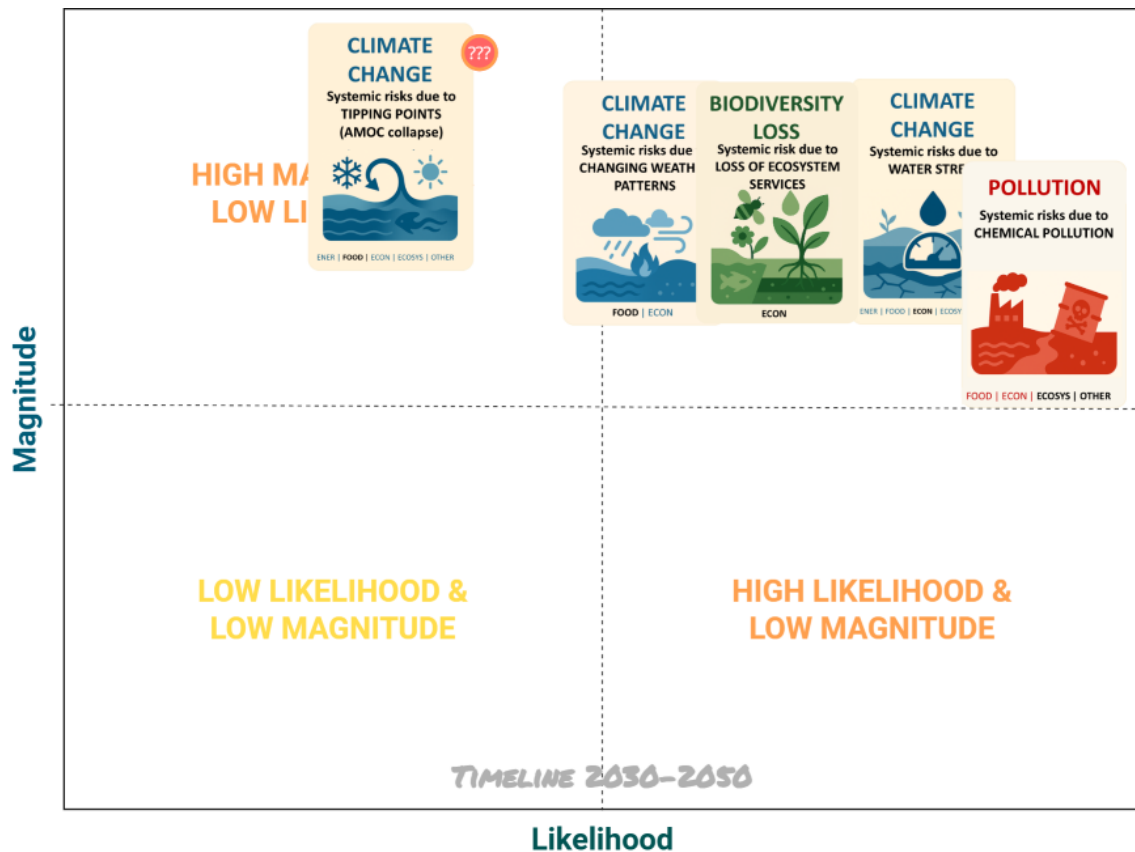 CLIMATE
CHANGE
Systemic risks due to
TIPPING POINTS
(AMOC collapse)
ENER | FOOD | ECON | ECOSYS | OTHER
???
HIGH MA
LOW LI
CLIMATE
CHANGE
Systemic risks due
CHANGING WEATH
PATTERNS
FOOD | ECON
BIODIVERSITY
LOSS
Systemic risk due to
LOSS OF ECOSYSTEM
SERVICES
ECON
CLIMATE
CHANGE
Systemic risks due to
WATER STRE
ENER | FOOD | ECON | ECOSY
POLLUTION
Systemic risks due to
CHEMICAL POLLUTION
FOOD | ECON | ECOSYS | OTHER
Magnitude
LOW LIKELIHOOD &
LOW MAGNITUDE
HIGH LIKELIHOOD &
LOW MAGNITUDE
TIMELINE 2030-2050
Likelihood